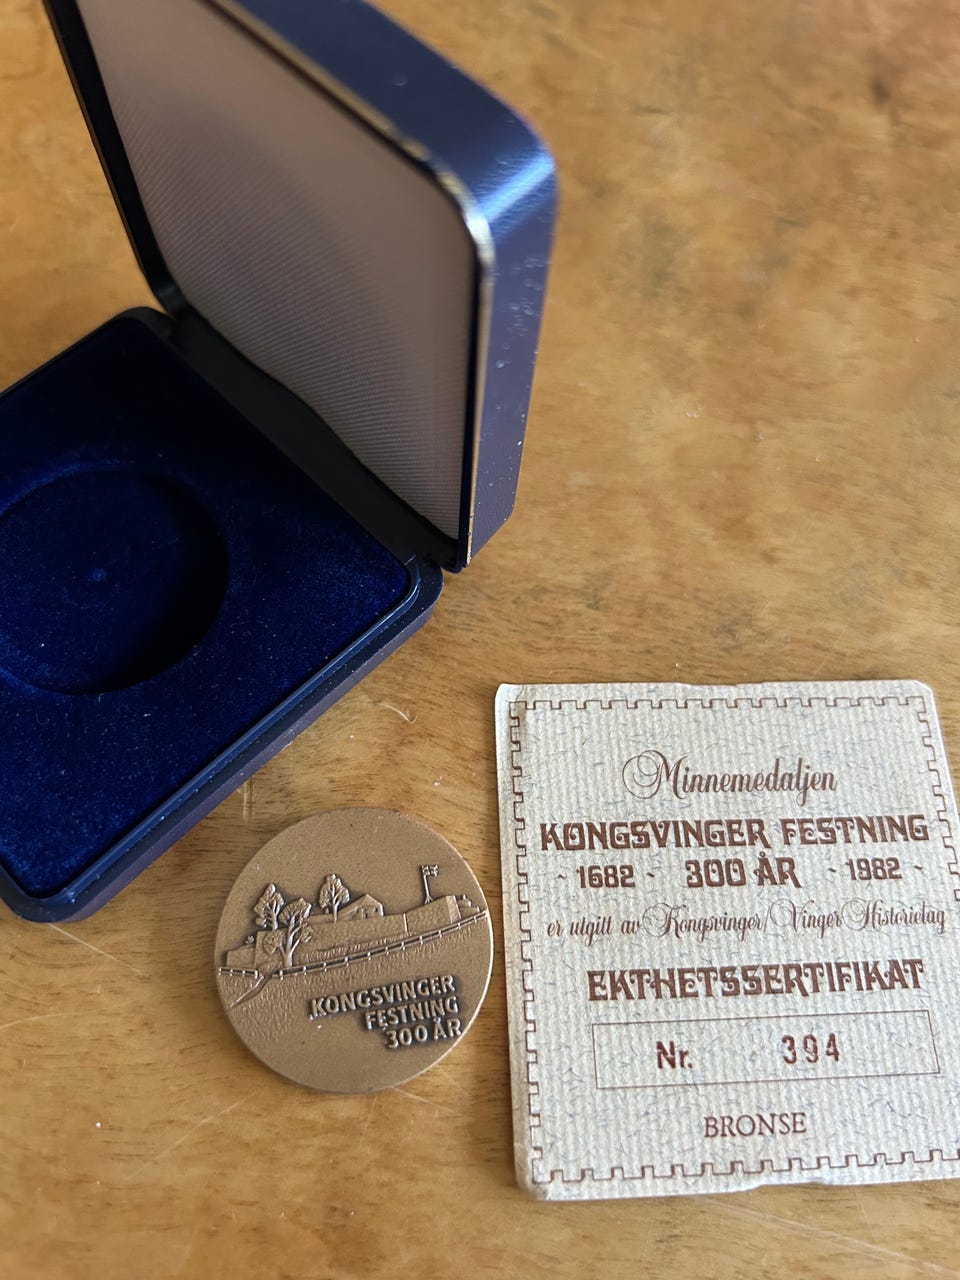 KONGSVINGER
FESTNING
300 ÅR
Minnemedaljen
KONGSVINGER FESTNING
- 1682 - 300 ÅR - 1982 -
er utgitt av Kongsvinger/Vinger Historielag
EKTHETSSERTIFIKAT
Nr. 394
BRONSE